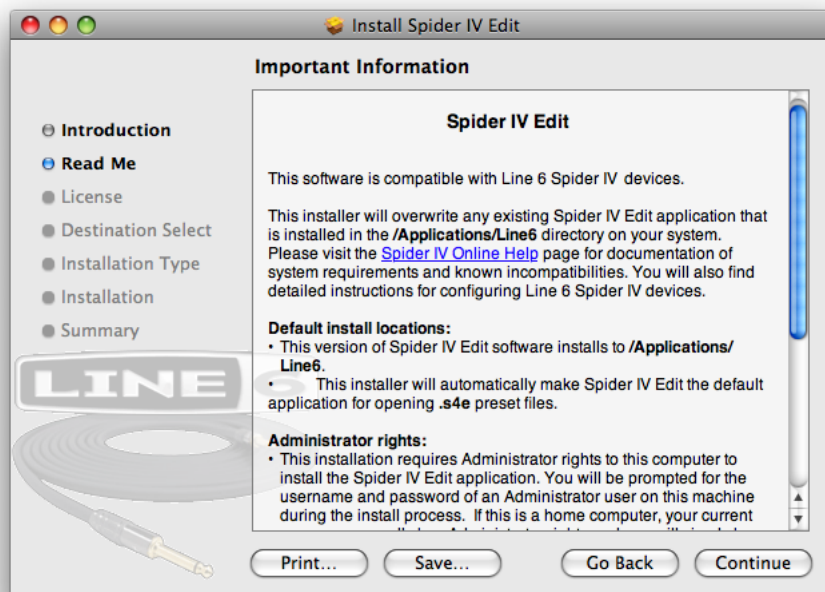 Install Spider IV Edit
Important Information
Introduction
Read Me
License
Destination Select
Installation Type
Installation
Summary
LINE 6
Spider IV Edit
This software is compatible with Line 6 Spider IV devices.
This installer will overwrite any existing Spider IV Edit application that
is installed in the /Applications/Line6 directory on your system.
Please visit the Spider IV Online Help page for documentation of
system requirements and known incompatibilities. You will also find
detailed instructions for configuring Line 6 Spider IV devices.
Default install locations:
• This version of Spider IV Edit software installs to /Applications/
Line6.
• This installer will automatically make Spider IV Edit the default
application for opening .s4e preset files.
Administrator rights:
• This installation requires Administrator rights to this computer to
install the Spider IV Edit application. You will be prompted for the
username and password of an Administrator user on this machine
during the install process. If this is a home computer, your current
Print...
Save...
Go Back
Continue